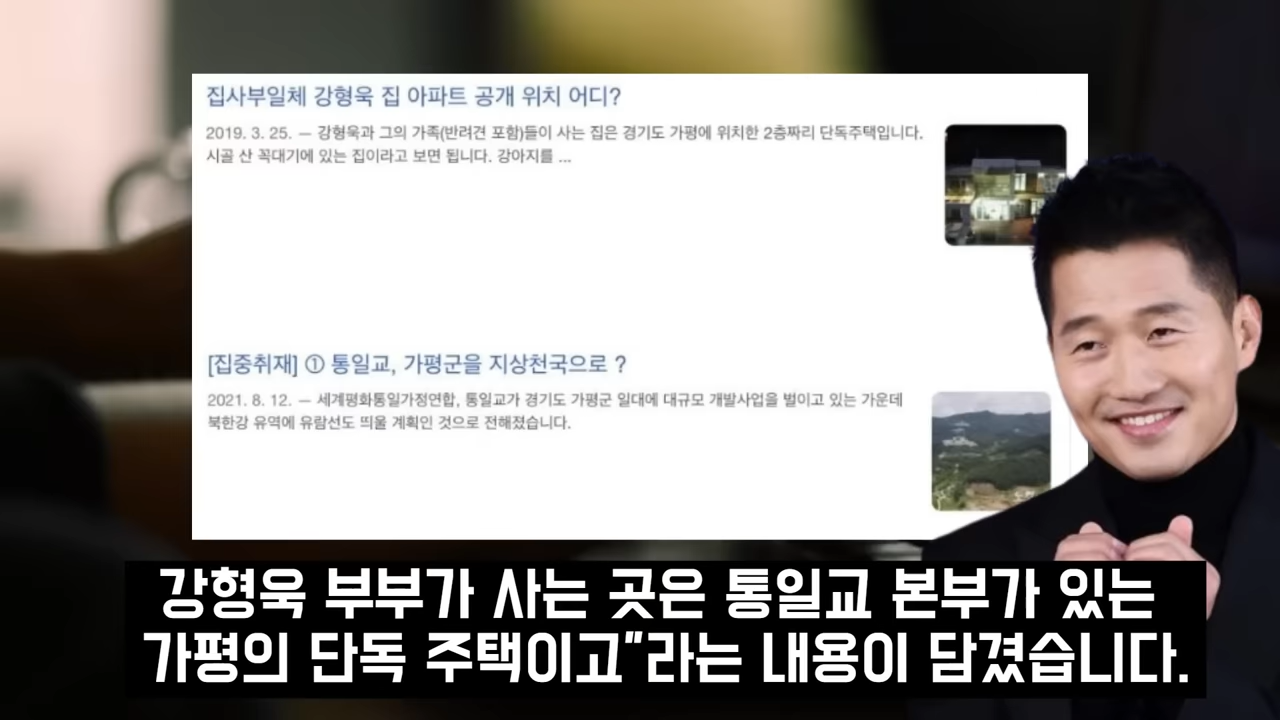 집사부일체 강형욱 집 아파트 공개 위치 어디?
2019. 3. 25. — 강형욱과 그의 가족(반려견 포함)들이 사는 집은 경기도 가평에 위치한 2층짜리 단독주택입니다.
시골 산 꼭대기에 있는 집이라고 보면 됩니다. 강아지를 ...
[집중취재] ① 통일교, 가평군을 지상천국으로 ?
2021. 8. 12. — 세계평화통일가정연합, 통일교가 경기도 가평군 일대에 대규모 개발사업을 벌이고 있는 가운데
북한강 유역에 유람선도 띄울 계획인 것으로 전해졌습니다.
강형욱 부부가 사는 곳은 통일교 본부가 있는
가평의 단독 주택이고"라는 내용이 담겼습니다.